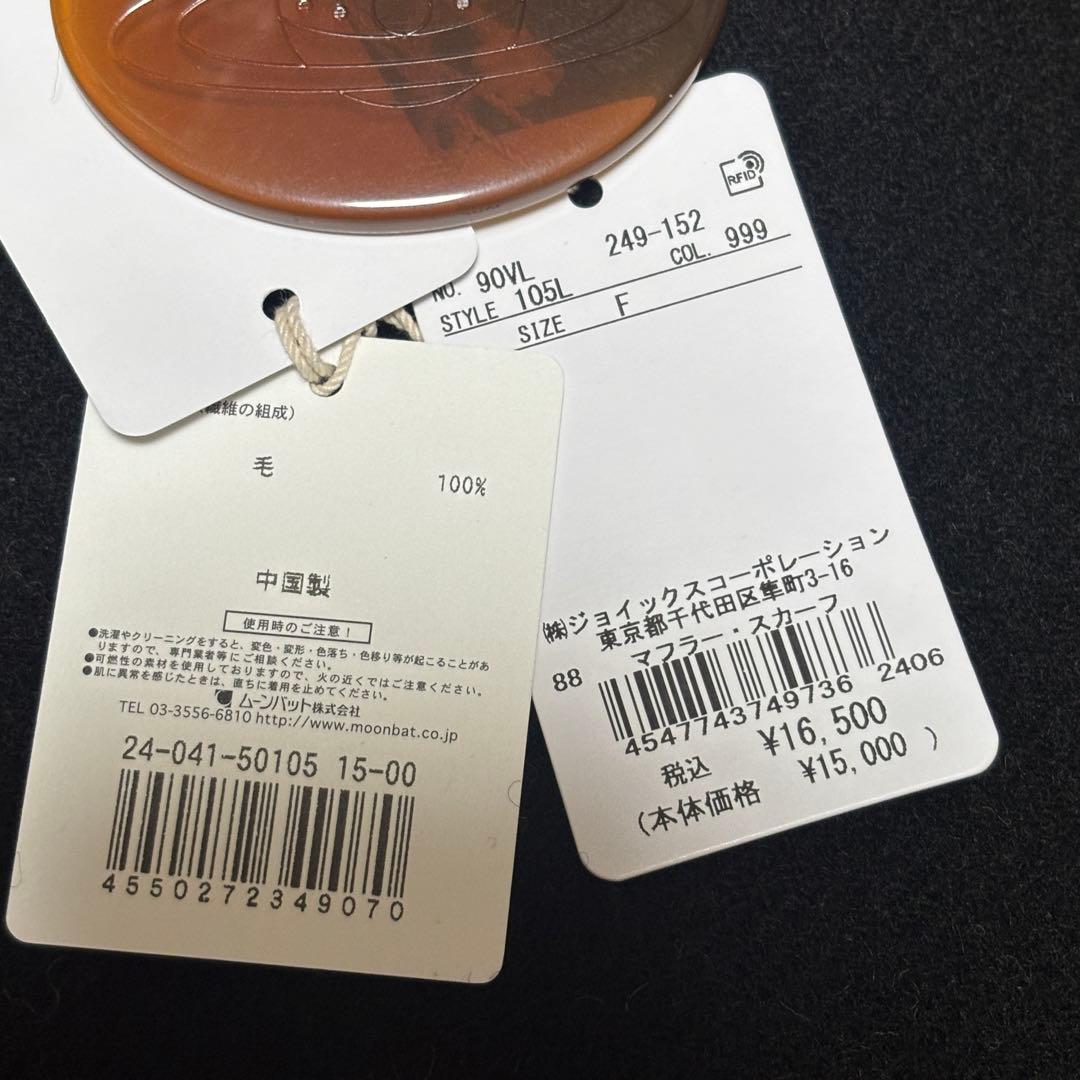 RFID
249-152
NO. 90VL
COL. 999
STYLE 105L
SIZE F
(株)ジョイックスコーポレーション
東京都千代田区隼町3-16
マフラー．スカーフ
88
2406
4547743749736
¥16,500
税込
¥15,000 )
(本体価格
繊維の組成)
毛
100%
中国製
使用時のご注意！
●洗濯やクリーニングをすると、変色・変形・色落ち・色移り等が起こることがあ
りますので、専門業者等にご相談ください。
●可燃性の素材を使用しておりますので、火の近くではご注意ください。
●肌に異常を感じたときは、直ちに着用を止めてください。
ムーンバット株式会社
TEL 03-3556-6810 http://www.moonbat.co.jp
24-041-50105 15-00
4550272349070